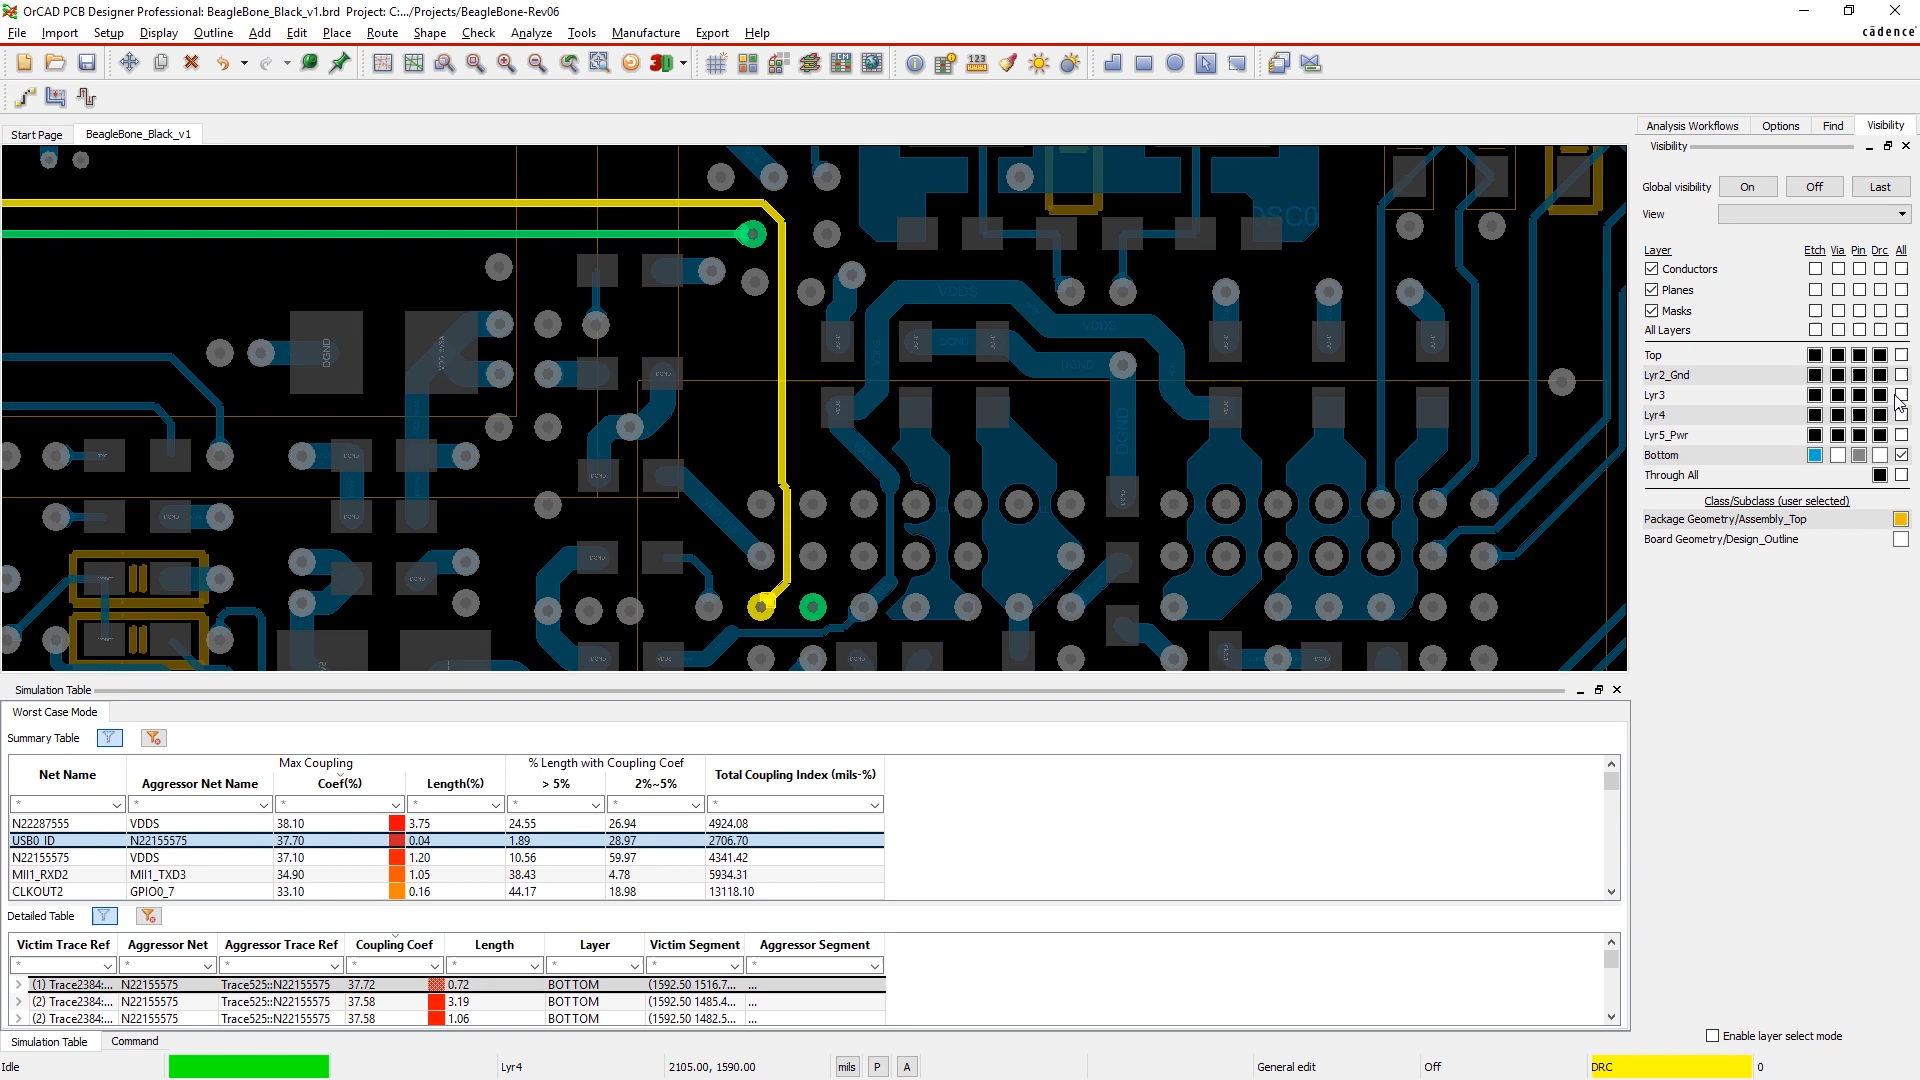 OrCAD PCB Designer Professional: BeagleBone_Black_v1.brd  Project: C:.../Projects/BeagleBone-Rev06
File Import Setup Display Outline Add Edit Place Route Shape Check Analyze Tools Manufacture Export Help
cādence
3D
123
Start Page BeagleBone_Black_v1
Analysis Workflows Options Find Visibility
Visibility
Global visibility On Off Last
View
Layer Etch Via Pin Drc All
Conductors
Planes
Masks
All Layers
Top
Lyr2_Gnd
Lyr3
Lyr4
Lyr5_Pwr
Bottom
Through All
Class/Subclass (user selected)
Package Geometry/Assembly_Top
Board Geometry/Design_Outline
Enable layer select mode
VDDS
VDDS
VDDS
DGND
DGND
DGND
DGND
Simulation Table
Worst Case Mode
Summary Table
Max Coupling % Length with Coupling Coef
Net Name Aggressor Net Name Coef(%) Length(%) > 5% 2%~5% Total Coupling Index (mils-%)
* * * * * * *
N22287555 VDDS 38.10 3.75 24.55 26.94 4924.08
USB0_ID N22155575 37.70 0.04 1.89 28.97 2706.70
N22155575 VDDS 37.10 1.20 10.56 59.97 4341.42
MII1_RXD2 MII1_TXD3 34.90 1.05 38.43 4.78 5934.31
CLKOUT2 GPIO0_7 33.10 0.16 44.17 18.98 13118.10
Detailed Table
Victim Trace Ref Aggressor Net Aggressor Trace Ref Coupling Coef Length Layer Victim Segment Aggressor Segment
* * * * * * * *
(1) Trace2384:... N22155575 Trace525::N22155575 37.72 0.72 BOTTOM (1592.50 1516.7... ...
(2) Trace2384:... N22155575 Trace525::N22155575 37.58 3.19 BOTTOM (1592.50 1485.4... ...
(2) Trace2384:... N22155575 Trace525::N22155575 37.58 1.06 BOTTOM (1592.50 1482.5... ...
Simulation Table Command
Idle Lyr4 2105.00, 1590.00 mils P A General edit Off DRC 0